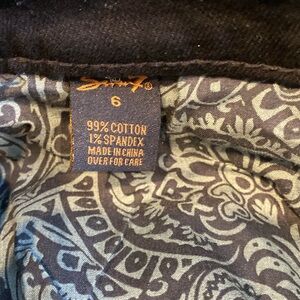 6
99% COTTON
1% SPANDEX
MADE IN CHINA
OVER FOR CARE